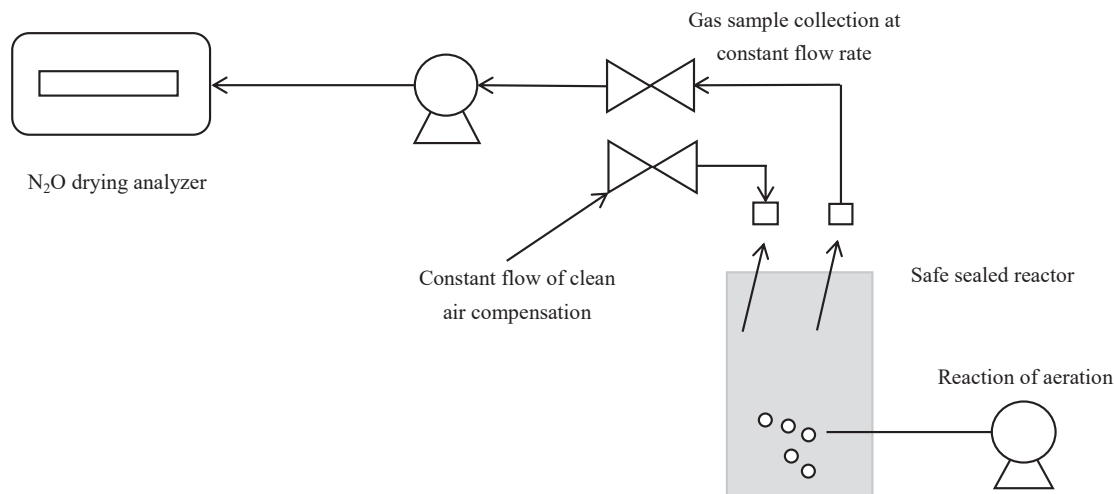 Gas sample collection at
constant flow rate
N₂O drying analyzer
Constant flow of clean
air compensation
Safe sealed reactor
Reaction of aeration